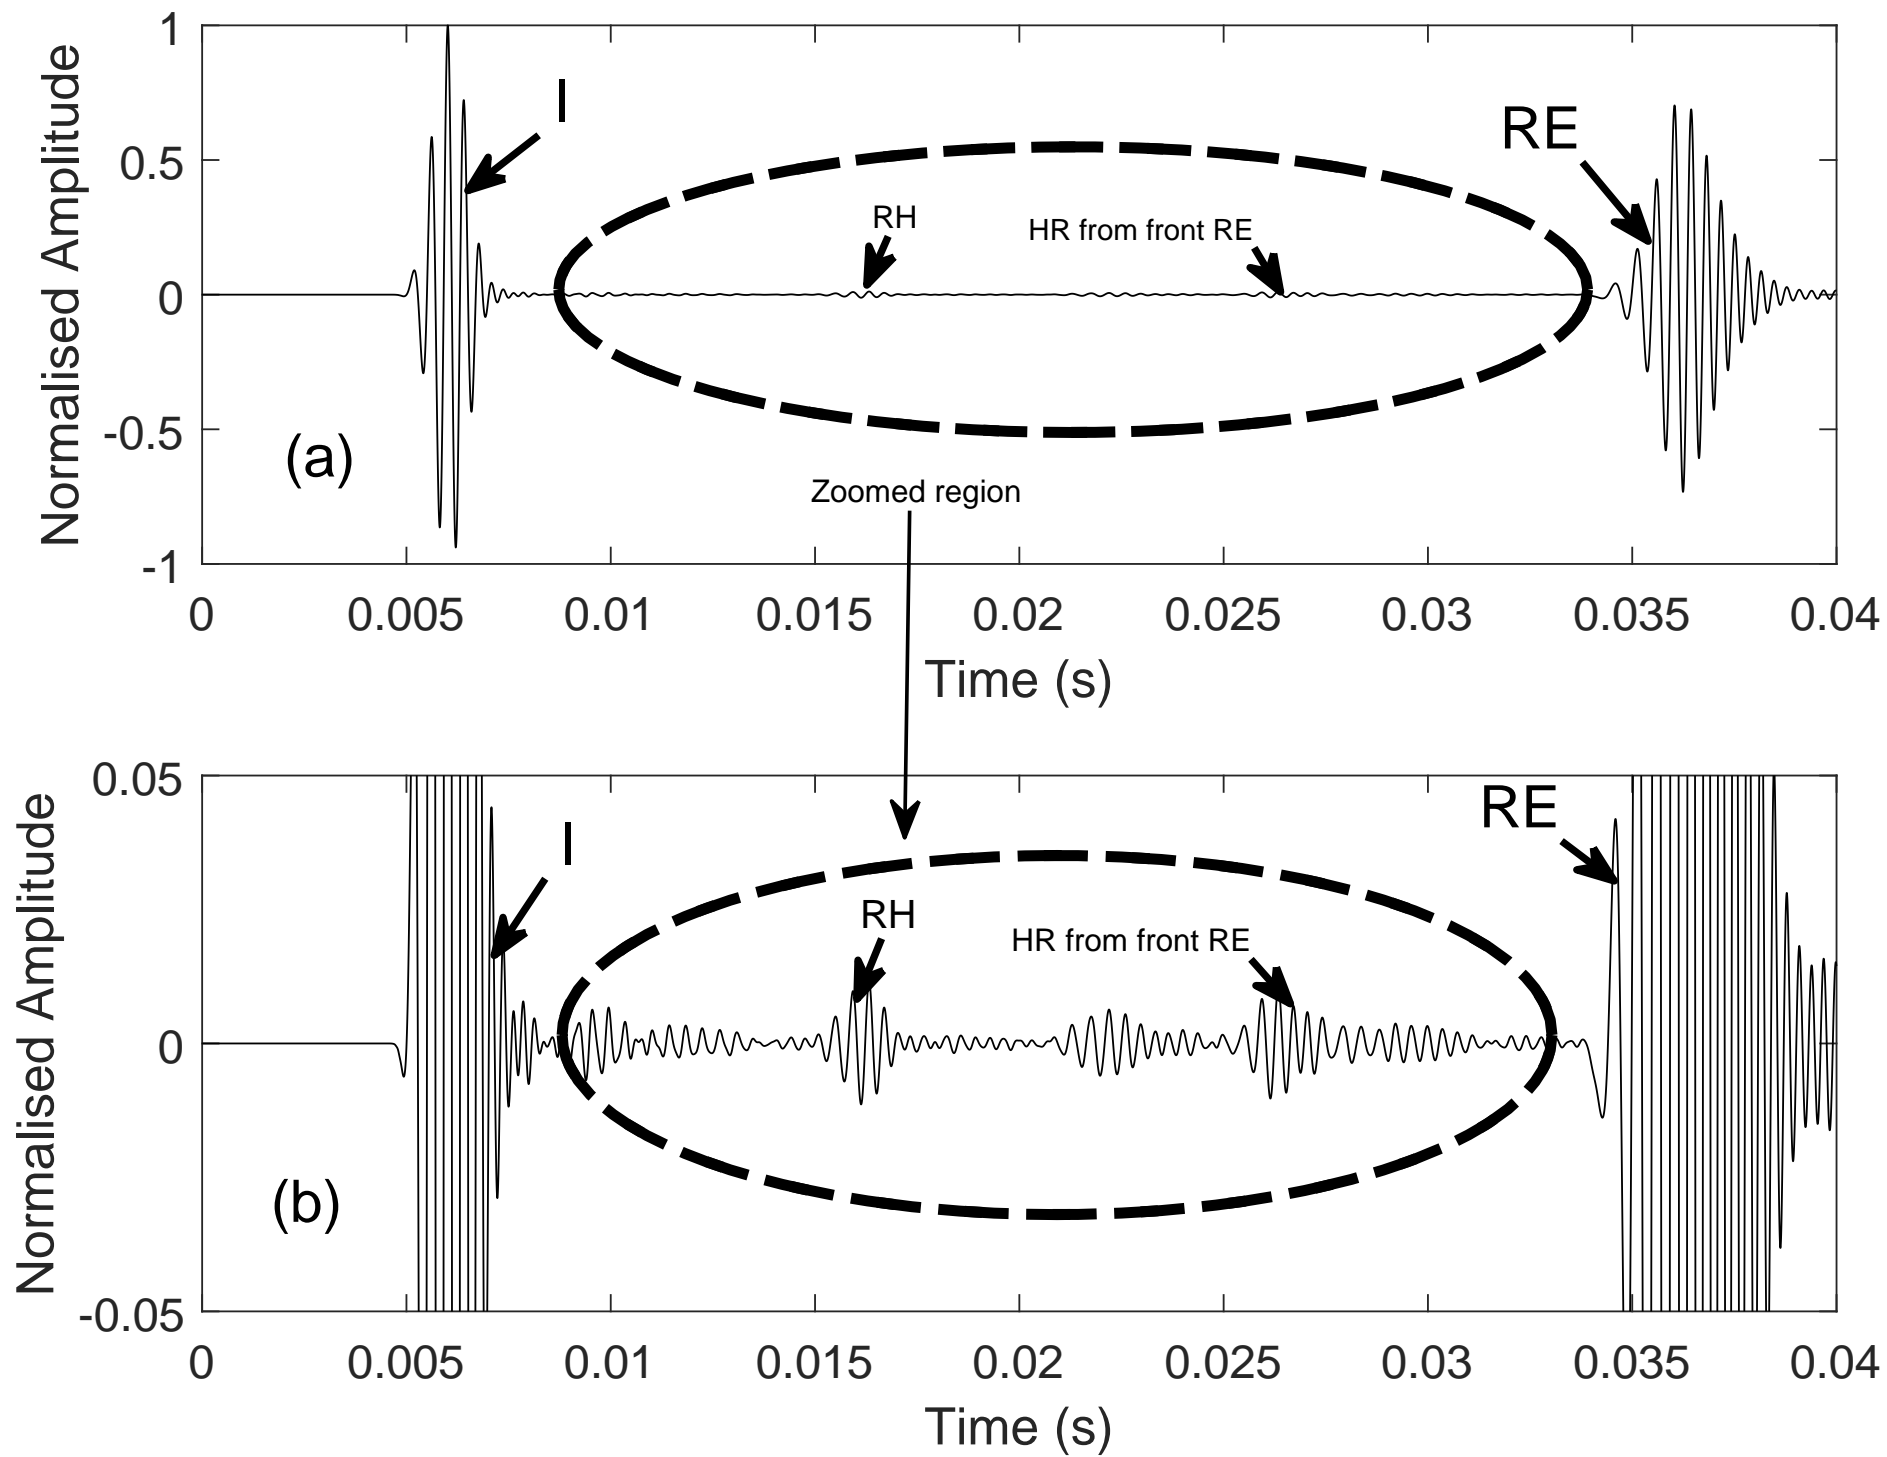 Normalised Amplitude
1
0.5
0
-0.5
-1
I
RE
RH
HR from front RE
(a)
Zoomed region
0 0.005 0.01 0.015 0.02 0.025 0.03 0.035 0.04
Time (s)
Normalised Amplitude
0.05
0
-0.05
I
RE
RH
HR from front RE
(b)
0 0.005 0.01 0.015 0.02 0.025 0.03 0.035 0.04
Time (s)